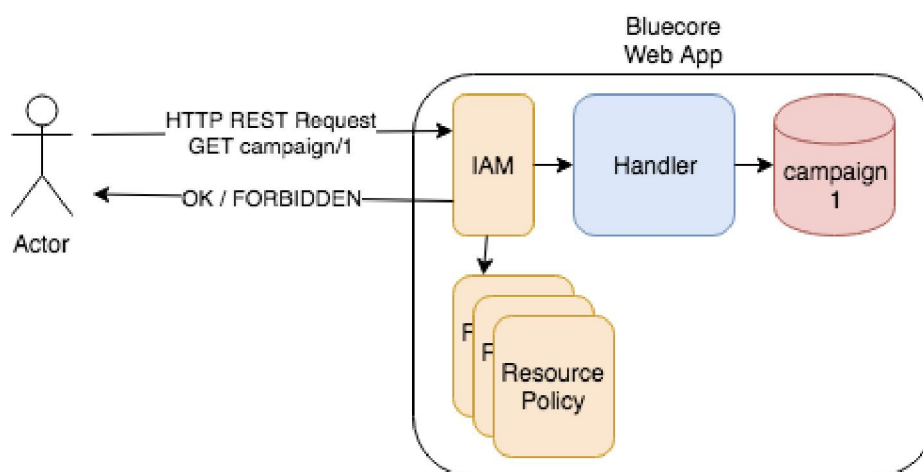 Bluecore
Web App
HTTP REST Request
GET campaign/1
IAM
Handler
campaign
1
OK / FORBIDDEN
Actor
Resource
Policy